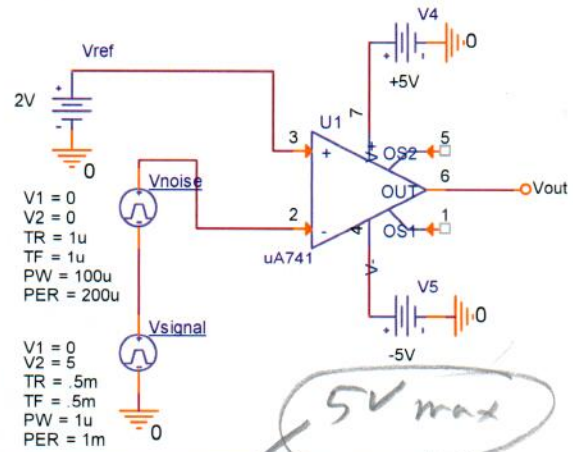 V4
0
+5V
Vref
2V
0
7
U1
V+
3
+
5
OS2
6
OUT
Vout
2
-
1
OS1
4
V-
uA741
Vnoise
V1 = 0
V2 = 0
TR = 1u
TF = 1u
PW = 100u
PER = 200u
V5
0
-5V
Vsignal
V1 = 0
V2 = 5
TR = .5m
TF = .5m
PW = 1u
PER = 1m
0
5V max